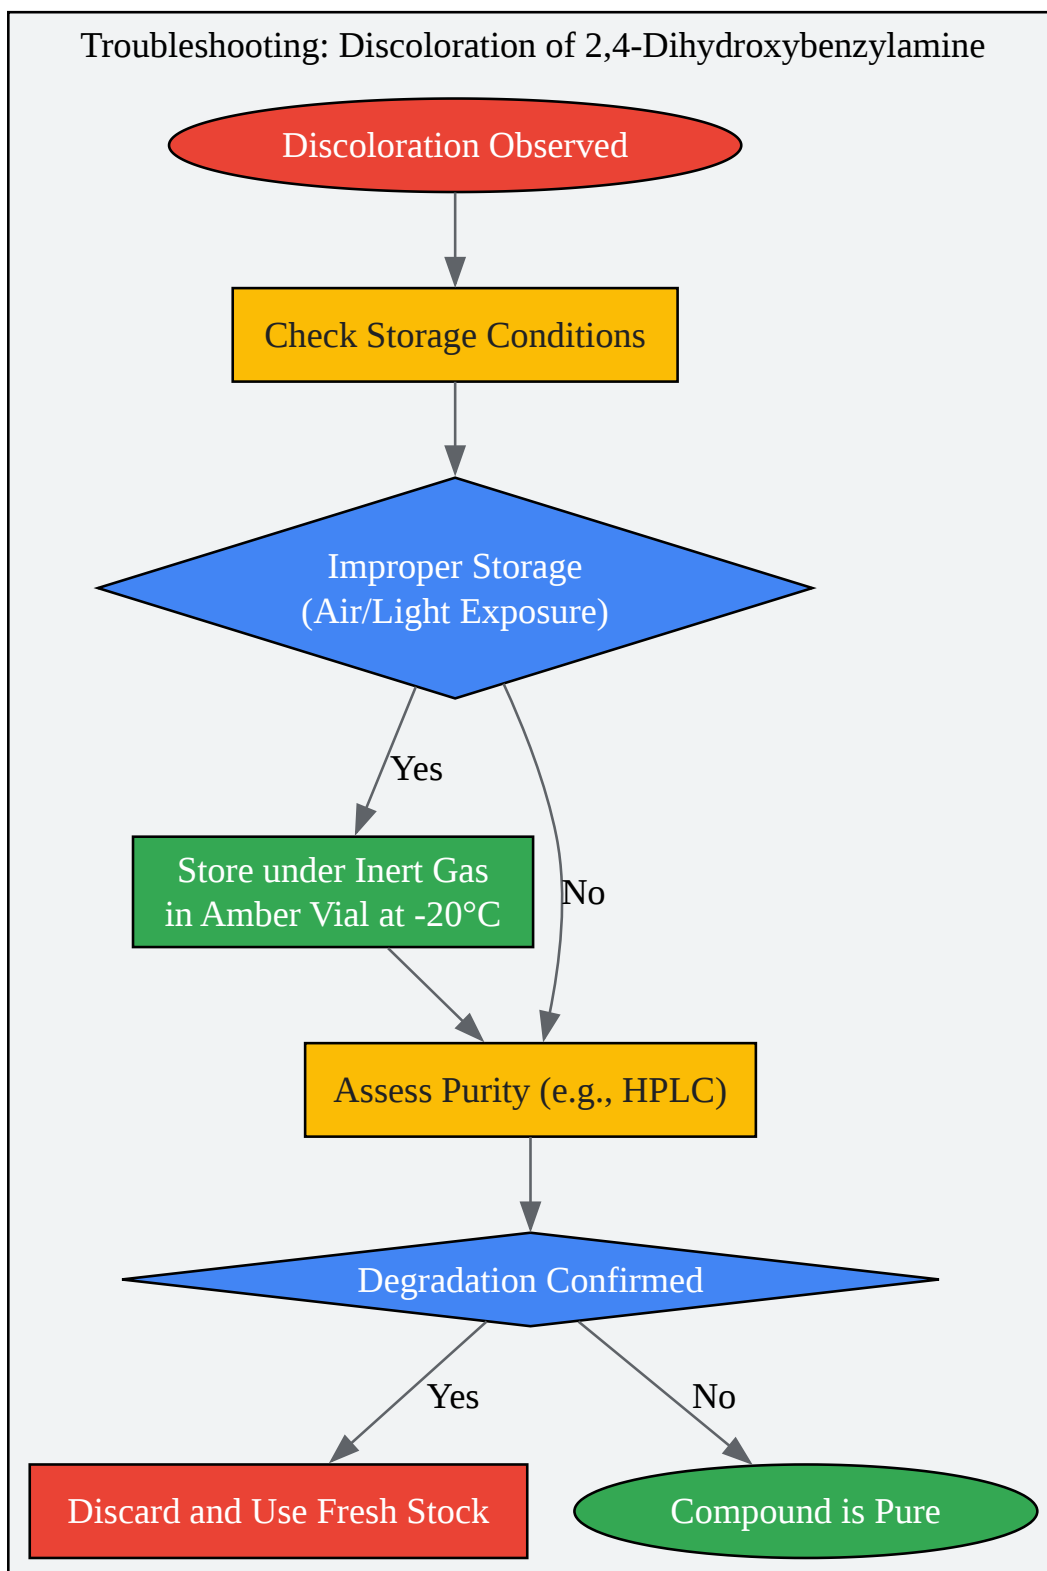 Troubleshooting: Discoloration of 2,4-Dihydroxybenzylamine
Discoloration Observed
Check Storage Conditions
Improper Storage
(Air/Light Exposure)
Yes
Store under Inert Gas
in Amber Vial at -20°C
No
Assess Purity (e.g., HPLC)
Degradation Confirmed
Yes
No
Discard and Use Fresh Stock
Compound is Pure